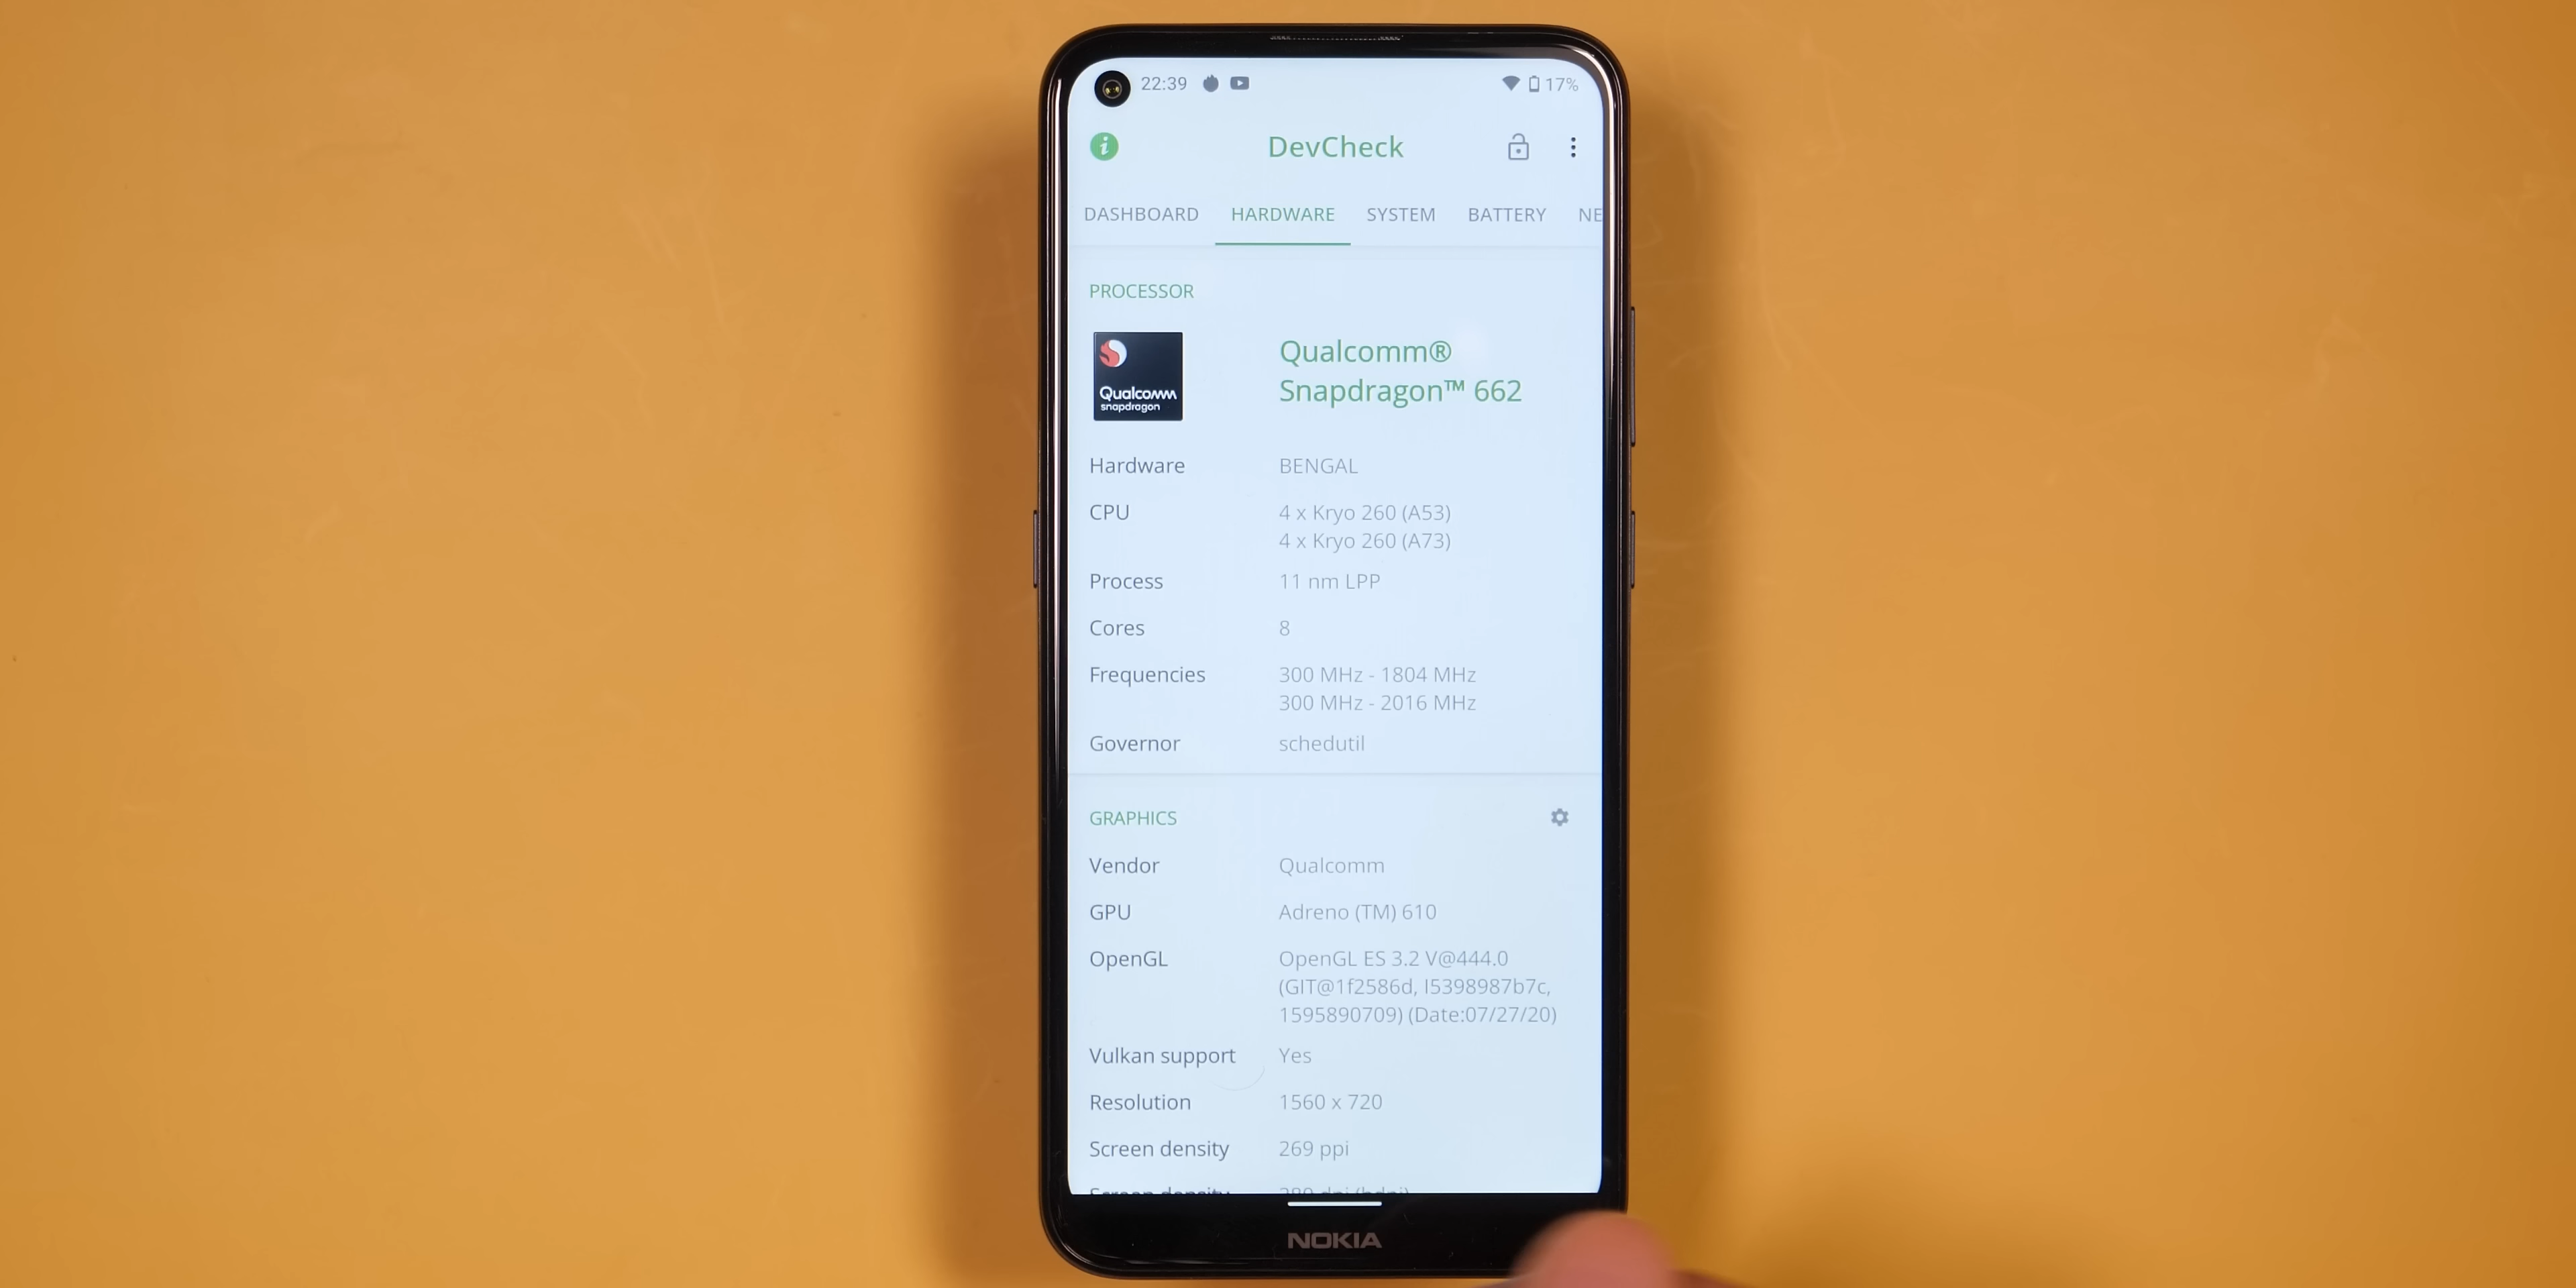 22:39 17%
DevCheck
DASHBOARD HARDWARE SYSTEM BATTERY NE
PROCESSOR
Qualcomm
snapdragon
Qualcomm®
Snapdragon™ 662
Hardware BENGAL
CPU 4 x Kryo 260 (A53)
4 x Kryo 260 (A73)
Process 11 nm LPP
Cores 8
Frequencies 300 MHz - 1804 MHz
300 MHz - 2016 MHz
Governor schedutil
GRAPHICS
Vendor Qualcomm
GPU Adreno (TM) 610
OpenGL OpenGL ES 3.2 V@444.0
(GIT@1f2586d, I5398987b7c,
1595890709) (Date:07/27/20)
Vulkan support Yes
Resolution 1560 x 720
Screen density 269 ppi
Screen density
NOKIA